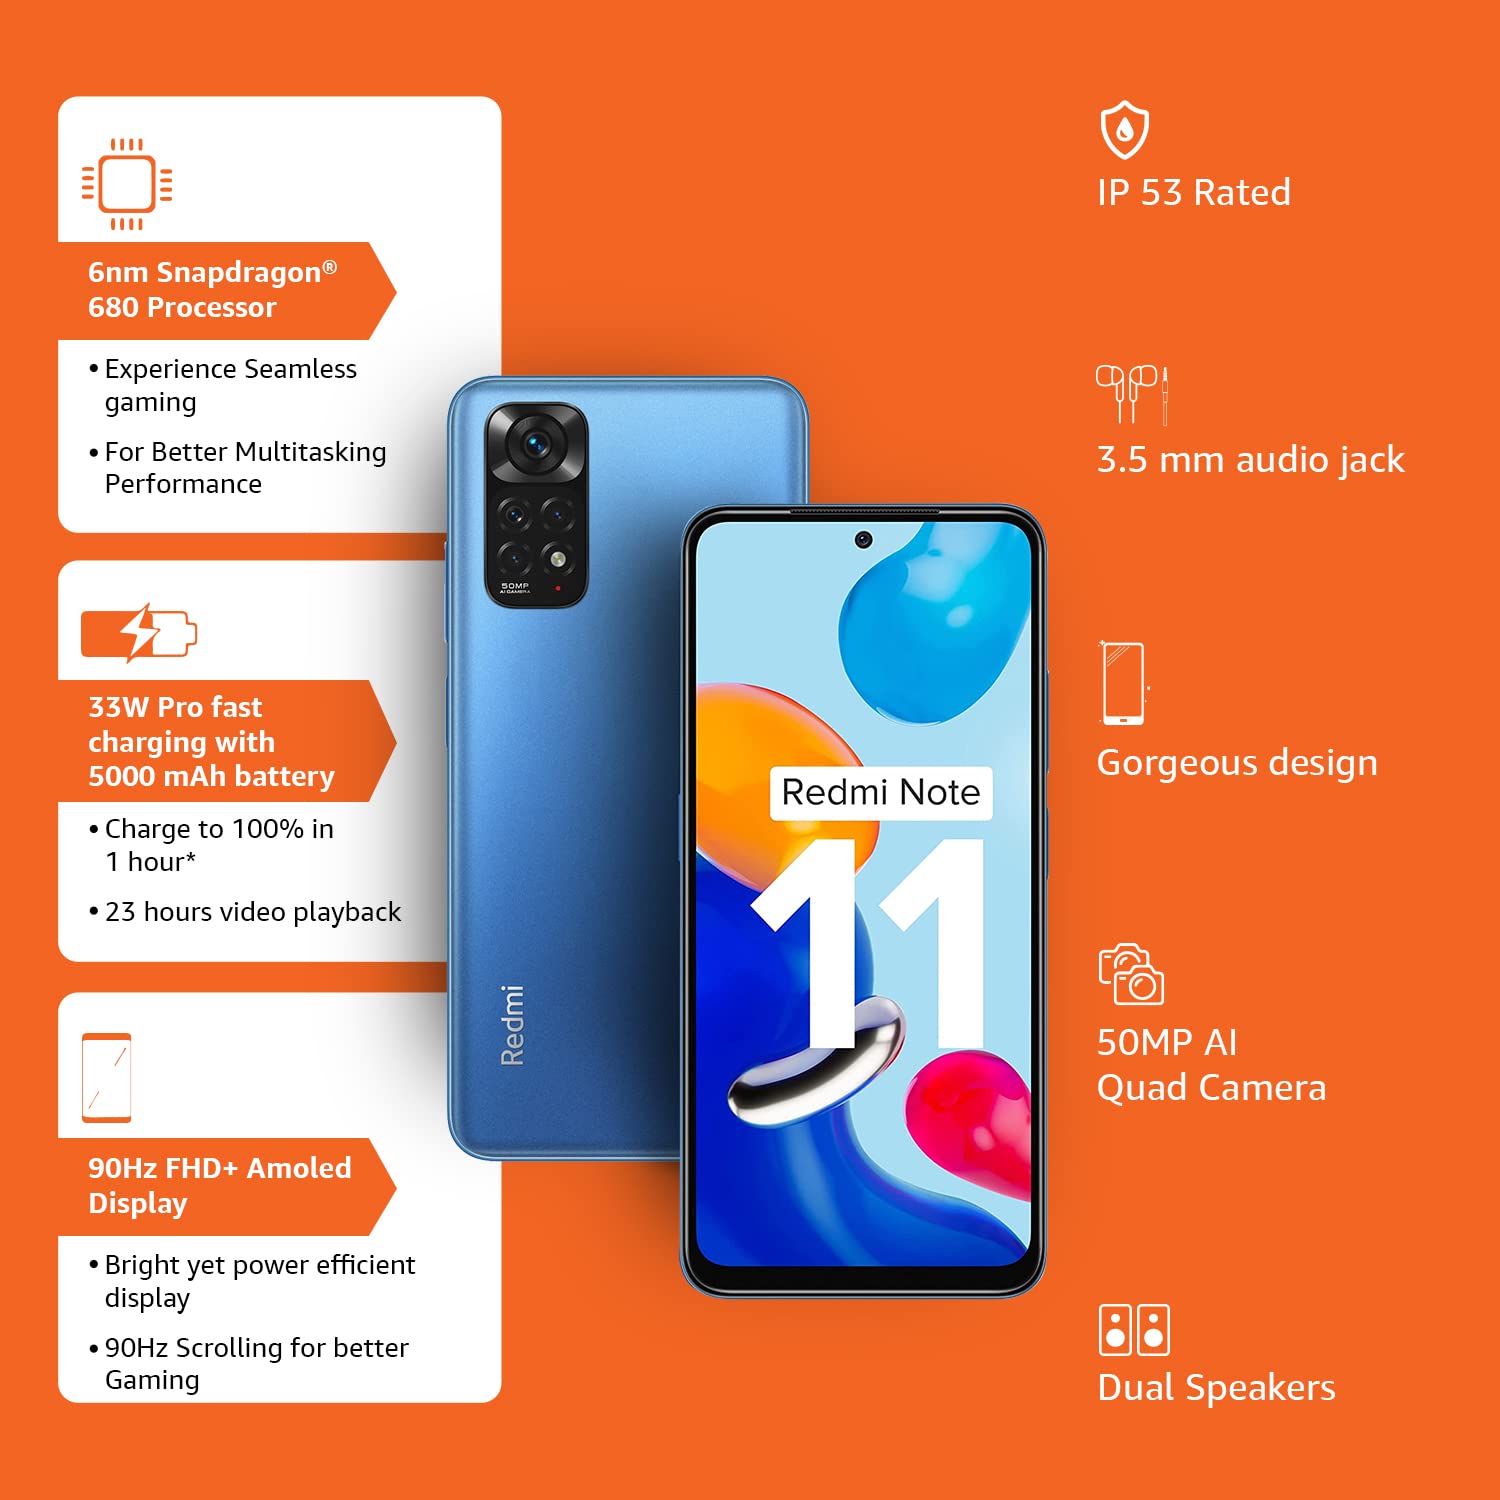 6nm Snapdragon®
680 Processor
• Experience Seamless
gaming
• For Better Multitasking
Performance
33W Pro fast
charging with
5000 mAh battery
• Charge to 100% in
1 hour*
• 23 hours video playback
90Hz FHD+ Amoled
Display
• Bright yet power efficient
display
• 90Hz Scrolling for better
Gaming
50MP
AI CAMERA
Redmi
Redmi Note
11
IP 53 Rated
3.5 mm audio jack
Gorgeous design
50MP AI
Quad Camera
Dual Speakers